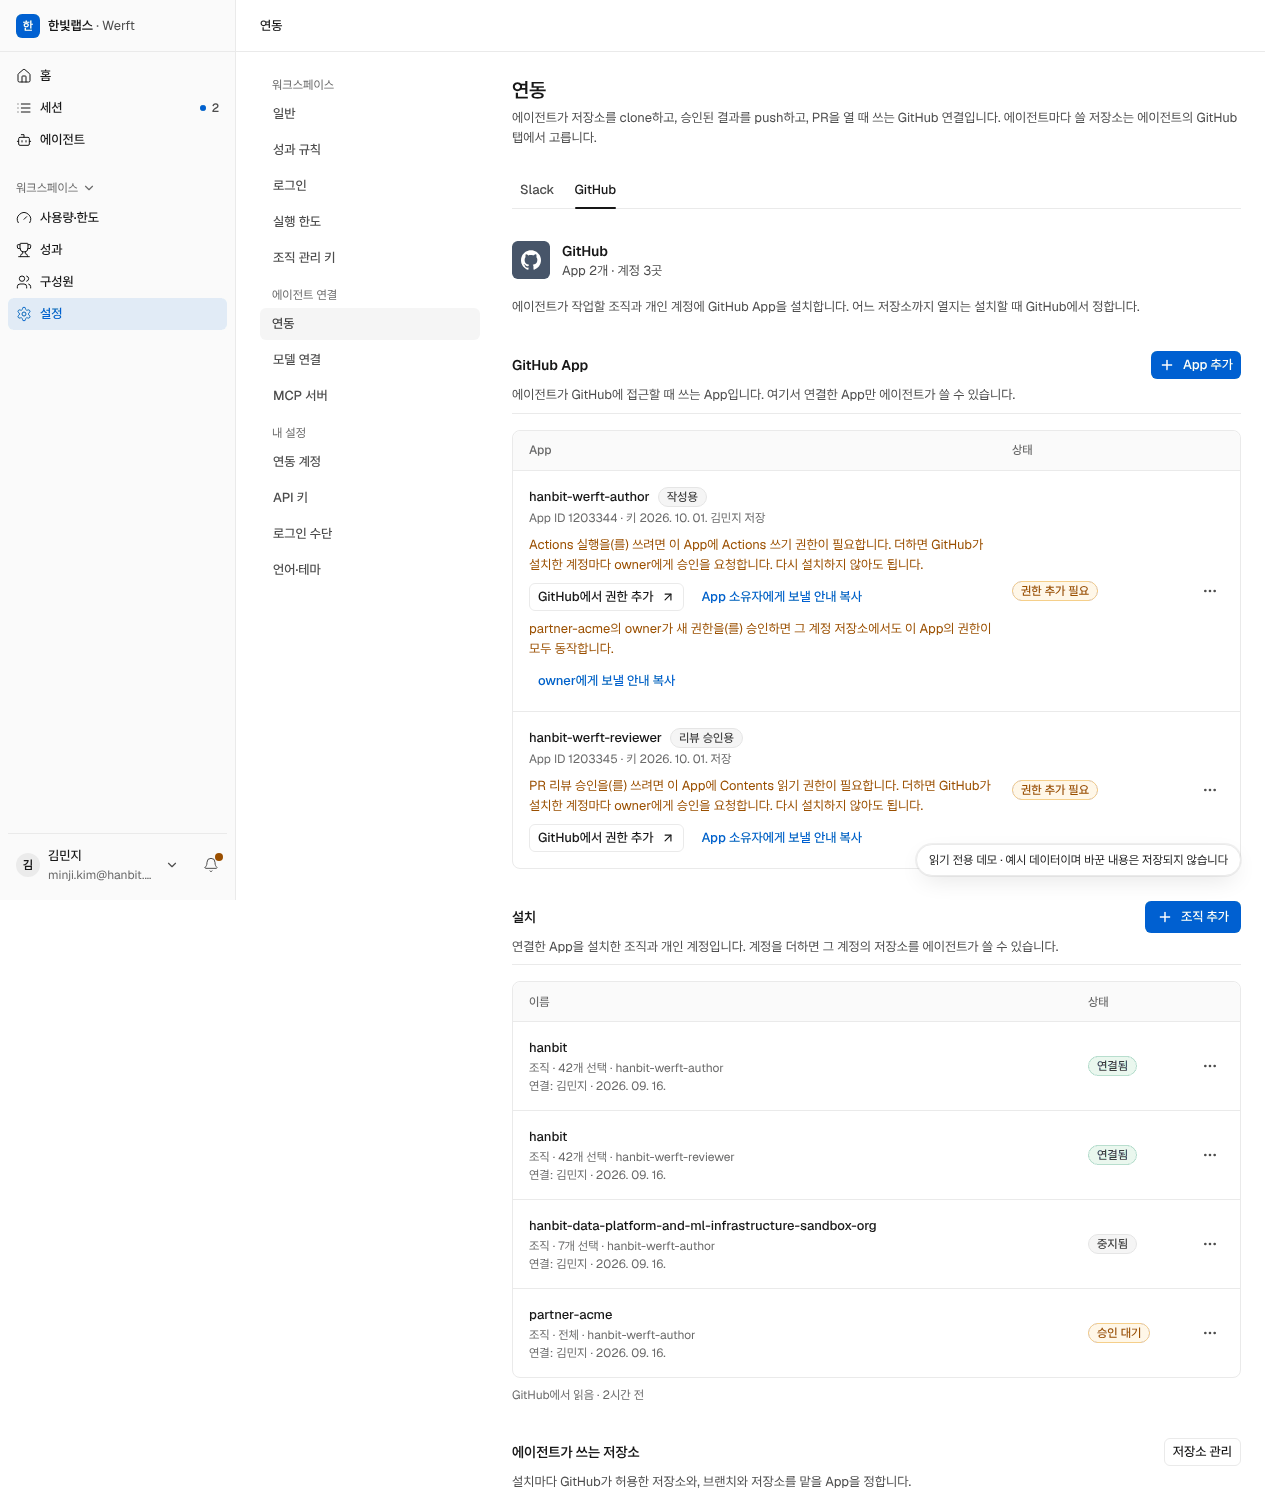 한 한빛랩스 · Werft
연동
홈
세션 2
에이전트
워크스페이스
사용량·한도
성과
구성원
설정
김 김민지
minji.kim@hanbit....
워크스페이스
일반
성과 규칙
로그인
실행 한도
조직 관리 키
에이전트 연결
연동
모델 연결
MCP 서버
내 설정
연동 계정
API 키
로그인 수단
언어·테마
연동
에이전트가 저장소를 clone하고, 승인된 결과를 push하고, PR을 열 때 쓰는 GitHub 연결입니다. 에이전트마다 쓸 저장소는 에이전트의 GitHub
탭에서 고릅니다.
Slack GitHub
GitHub
App 2개 · 계정 3곳
에이전트가 작업할 조직과 개인 계정에 GitHub App을 설치합니다. 어느 저장소까지 열지는 설치할 때 GitHub에서 정합니다.
GitHub App
App 추가
에이전트가 GitHub에 접근할 때 쓰는 App입니다. 여기서 연결한 App만 에이전트가 쓸 수 있습니다.
App 상태
hanbit-werft-author 작성용
App ID 1203344 · 키 2026. 10. 01. 김민지 저장
Actions 실행을(를) 쓰려면 이 App에 Actions 쓰기 권한이 필요합니다. 더하면 GitHub가
설치한 계정마다 owner에게 승인을 요청합니다. 다시 설치하지 않아도 됩니다.
권한 추가 필요
GitHub에서 권한 추가 App 소유자에게 보낼 안내 복사
partner-acme의 owner가 새 권한을(를) 승인하면 그 계정 저장소에서도 이 App의 권한이
모두 동작합니다.
owner에게 보낼 안내 복사
hanbit-werft-reviewer 리뷰 승인용
App ID 1203345 · 키 2026. 10. 01. 저장
PR 리뷰 승인을(를) 쓰려면 이 App에 Contents 읽기 권한이 필요합니다. 더하면 GitHub가
설치한 계정마다 owner에게 승인을 요청합니다. 다시 설치하지 않아도 됩니다.
권한 추가 필요
GitHub에서 권한 추가 App 소유자에게 보낼 안내 복사
읽기 전용 데모 · 예시 데이터이며 바꾼 내용은 저장되지 않습니다
설치
조직 추가
연결한 App을 설치한 조직과 개인 계정입니다. 계정을 더하면 그 계정의 저장소를 에이전트가 쓸 수 있습니다.
이름 상태
hanbit
조직 · 42개 선택 · hanbit-werft-author
연결: 김민지 · 2026. 09. 16.
연결됨
hanbit
조직 · 42개 선택 · hanbit-werft-reviewer
연결: 김민지 · 2026. 09. 16.
연결됨
hanbit-data-platform-and-ml-infrastructure-sandbox-org
조직 · 7개 선택 · hanbit-werft-author
연결: 김민지 · 2026. 09. 16.
중지됨
partner-acme
조직 · 전체 · hanbit-werft-author
연결: 김민지 · 2026. 09. 16.
승인 대기
GitHub에서 읽음 · 2시간 전
에이전트가 쓰는 저장소
저장소 관리
설치마다 GitHub가 허용한 저장소와, 브랜치와 저장소를 맡을 App을 정합니다.